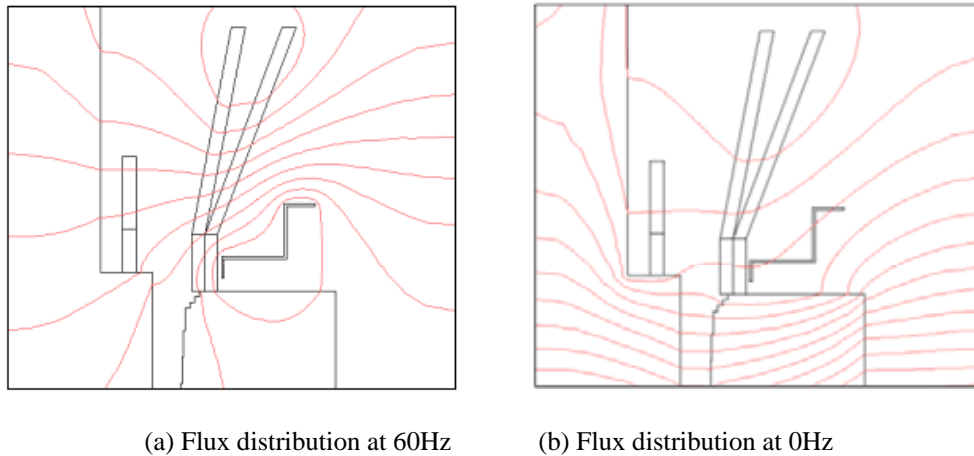 (a) Flux distribution at 60Hz
(b) Flux distribution at 0Hz